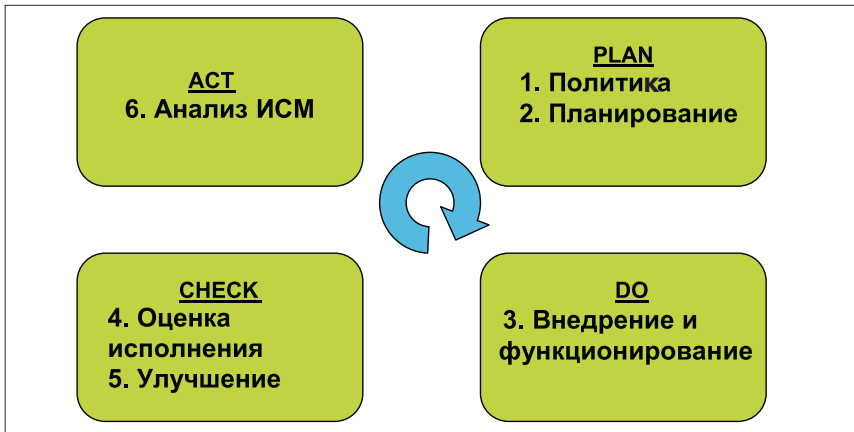 ACT
6. Анализ ИСМ
PLAN
1. Политика
2. Планирование
CHECK
4. Оценка
исполнения
5. Улучшение
DO
3. Внедрение и
функционирование